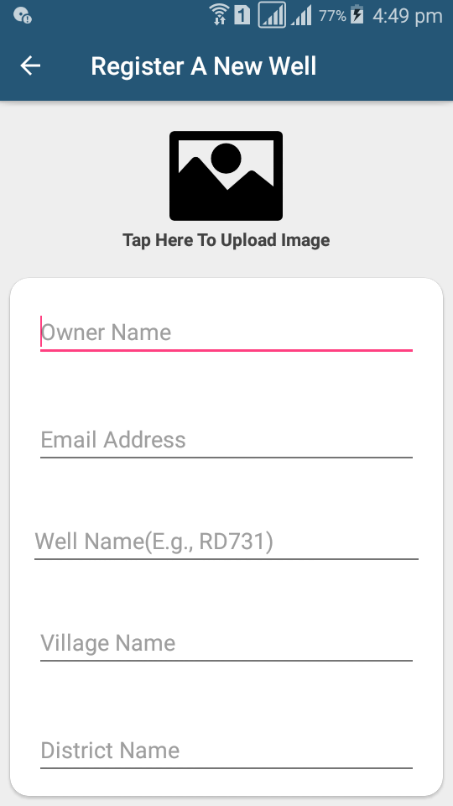 1 77% 4:49 pm
Register A New Well
Tap Here To Upload Image
Owner Name
Email Address
Well Name(E.g., RD731)
Village Name
District Name